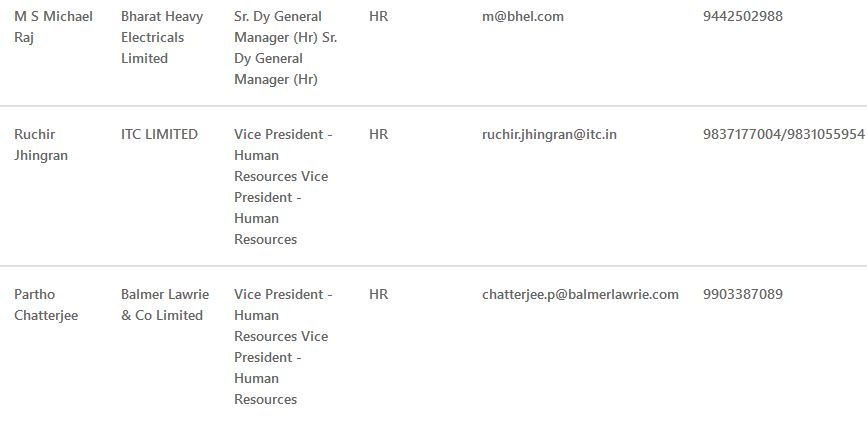 M S Michael Raj
Bharat Heavy Electricals Limited
Sr. Dy General Manager (Hr) Sr. Dy General Manager (Hr)
HR
m@bhel.com
9442502988
Ruchir Jhingran
ITC LIMITED
Vice President - Human Resources Vice President - Human Resources
HR
ruchir.jhingran@itc.in
9837177004/9831055954
Partho Chatterjee
Balmer Lawrie & Co Limited
Vice President - Human Resources Vice President - Human Resources
HR
chatterjee.p@balmerlawrie.com
9903387089